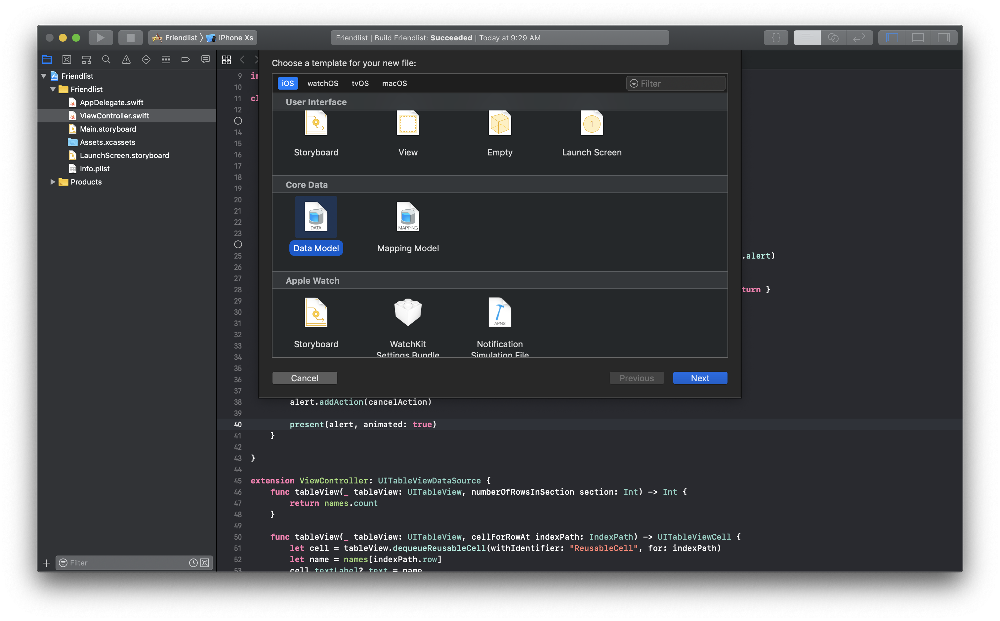 Friendlist iPhone Xs
Friendlist | Build Friendlist: Succeeded | Today at 9:29 AM
Friendlist
Friendlist
AppDelegate.swift
ViewController.swift
Main.storyboard
Assets.xcassets
LaunchScreen.storyboard
Info.plist
Products
Filter
Choose a template for your new file:
iOS watchOS tvOS macOS Filter
User Interface
Storyboard View Empty Launch Screen
1
Core Data
DATA MAPPING
Data Model Mapping Model
Apple Watch
APNS
Storyboard WatchKit Notification
Settings Bundle Simulation File
Cancel Previous Next
9 im
10
11 cl
12
14
15
16
17
18
19
20
21
22
23
25 .alert)
26
27
28 turn }
29
30
31
32
33
34
35
36
37
38 alert.addAction(cancelAction)
39
40 present(alert, animated: true)
41 }
42
43 }
44
45 extension ViewController: UITableViewDataSource {
46 func tableView(_ tableView: UITableView, numberOfRowsInSection section: Int) -> Int {
47 return names.count
48 }
49
50 func tableView(_ tableView: UITableView, cellForRowAt indexPath: IndexPath) -> UITableViewCell {
51 let cell = tableView.dequeueReusableCell(withIdentifier: "ReusableCell", for: indexPath)
52 let name = names[indexPath.row]
53 cell.textLabel?.text = name